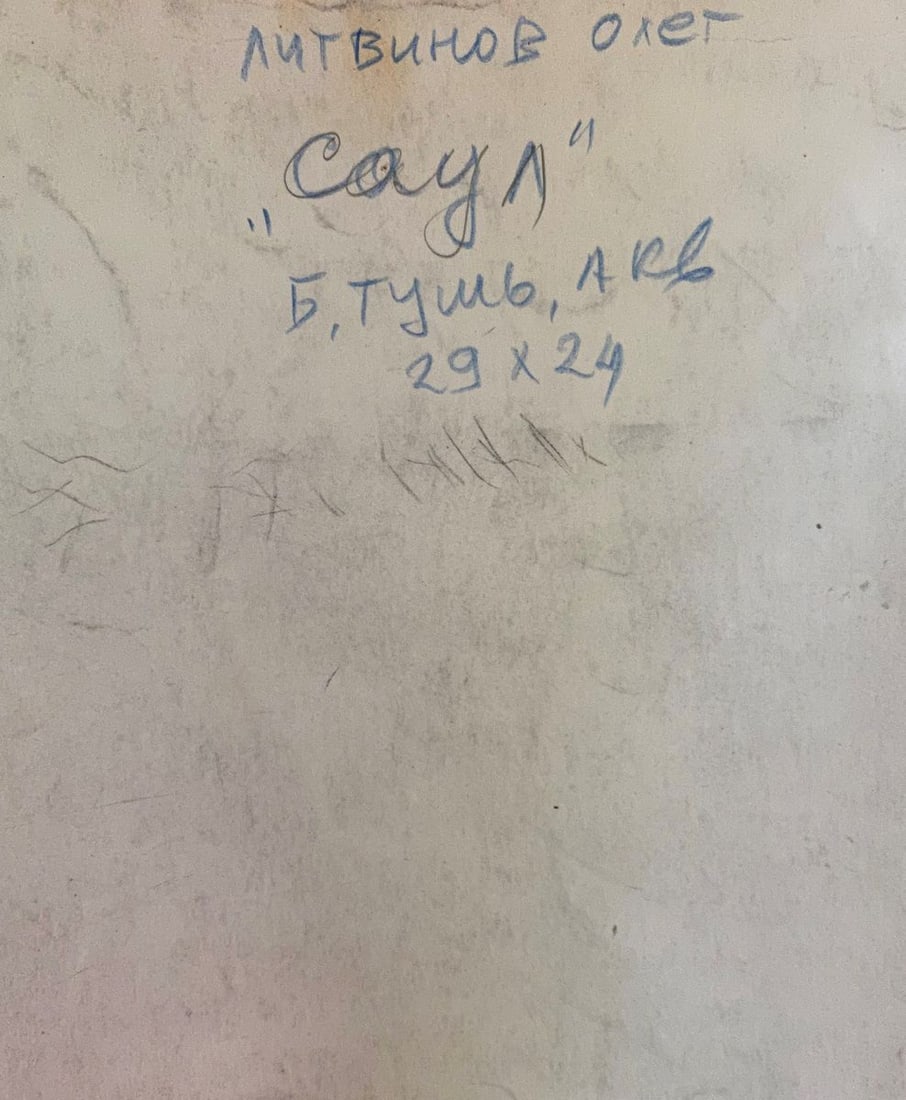 Литвинов Олег
„Саул"
Б, тушь, акв
29 x 24